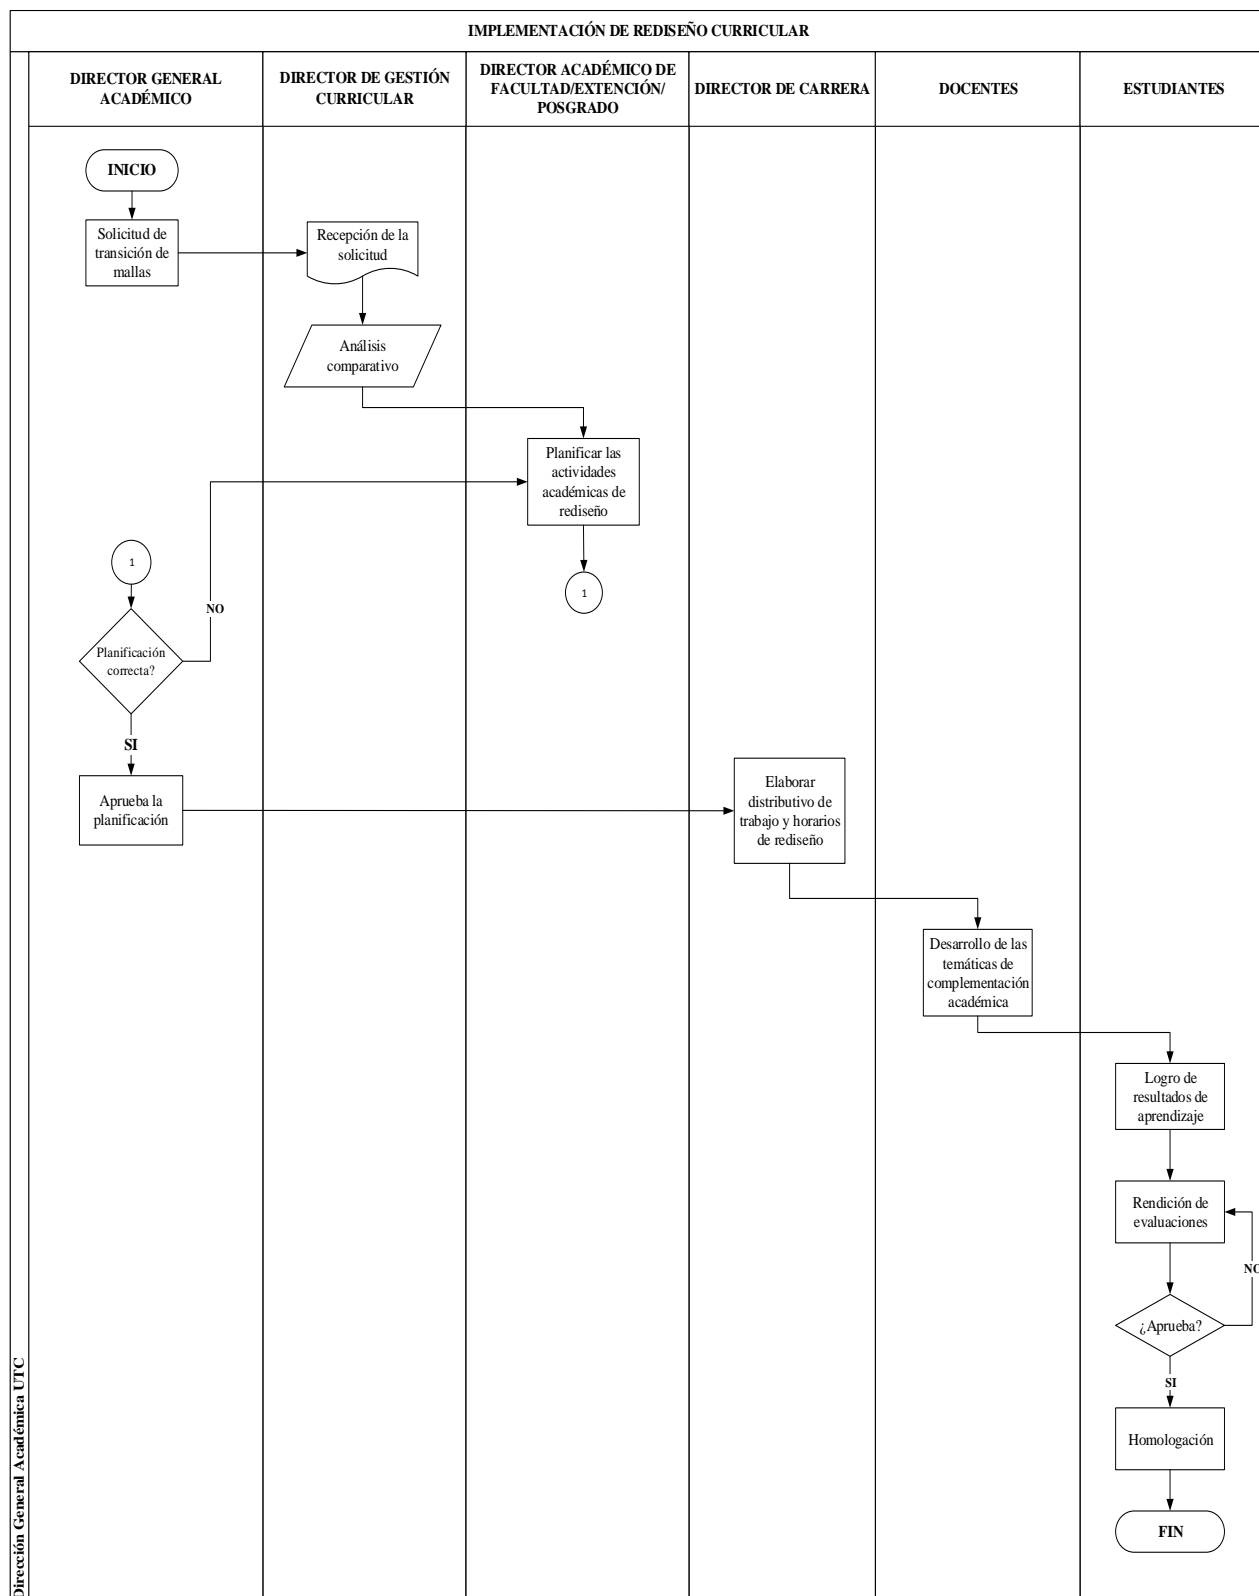 IMPLEMENTACIÓN DE REDISEÑO CURRICULAR
DIRECTOR GENERAL
ACADÉMICO
DIRECTOR DE GESTIÓN
CURRICULAR
DIRECTOR ACADÉMICO DE
FACULTAD/EXTENCIÓN/
POSGRADO
DIRECTOR DE CARRERA
DOCENTES
ESTUDIANTES
INICIO
Solicitud de
transición de
mallas
Recepción de la
solicitud
Análisis
comparativo
Planificar las
actividades
académicas de
rediseño
1
1
NO
Planificación
correcta?
SI
Aprueba la
planificación
Elaborar
distributivo de
trabajo y horarios
de rediseño
Desarrollo de las
temáticas de
complementación
académica
Logro de
resultados de
aprendizaje
Rendición de
evaluaciones
NO
¿Aprueba?
SI
Homologación
FIN
Dirección General Académica UTC